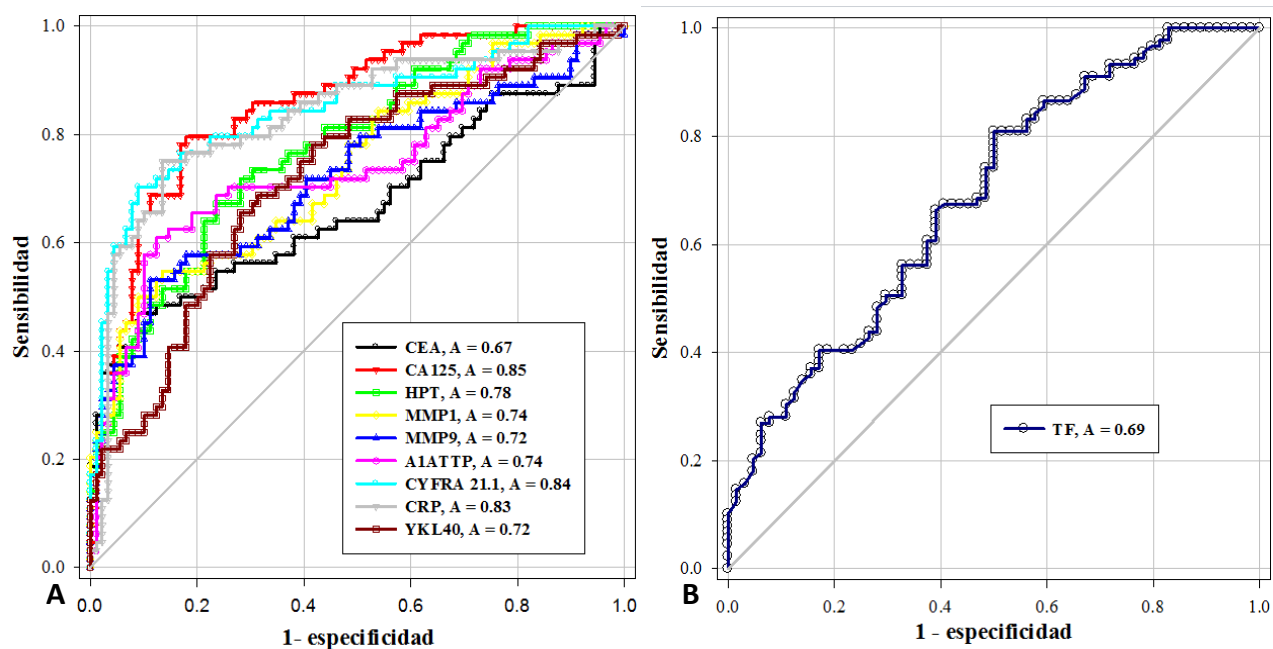 1.0
0.8
0.6
0.4
0.2
0.0
Sensibilidad
CEA, A = 0.67
CA125, A = 0.85
HPT, A = 0.78
MMP1, A = 0.74
MMP9, A = 0.72
A1ATTP, A = 0.74
CYFRA 21.1, A = 0.84
CRP, A = 0.83
YKL40, A = 0.72
A
0.0 0.2 0.4 0.6 0.8 1.0
1- especificidad
1.0
0.8
0.6
0.4
0.2
0.0
Sensibilidad
TF, A = 0.69
B
0.0 0.2 0.4 0.6 0.8 1.0
1 - especificidad